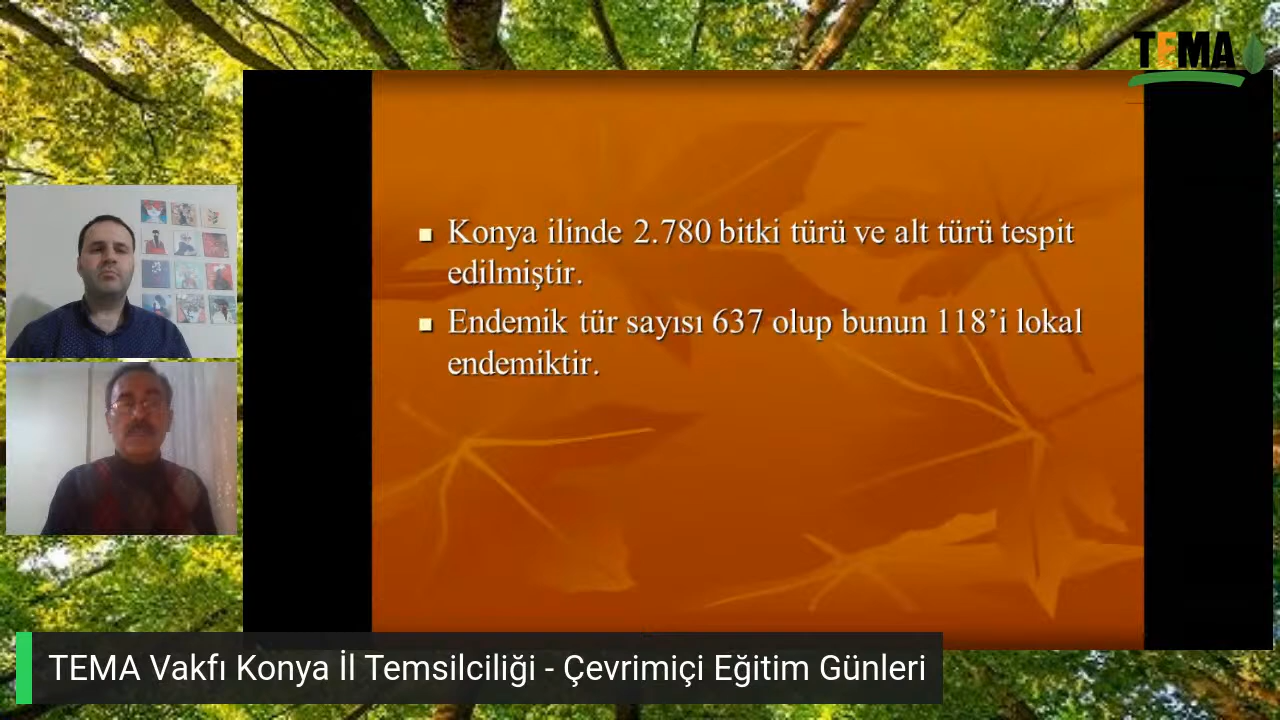 TEMA
Konya ilinde 2.780 bitki türü ve alt türü tespit
edilmiştir.
Endemik tür sayısı 637 olup bunun 118’i lokal
endemiktir.
TEMA Vakfı Konya İl Temsilciliği - Çevrimiçi Eğitim Günleri